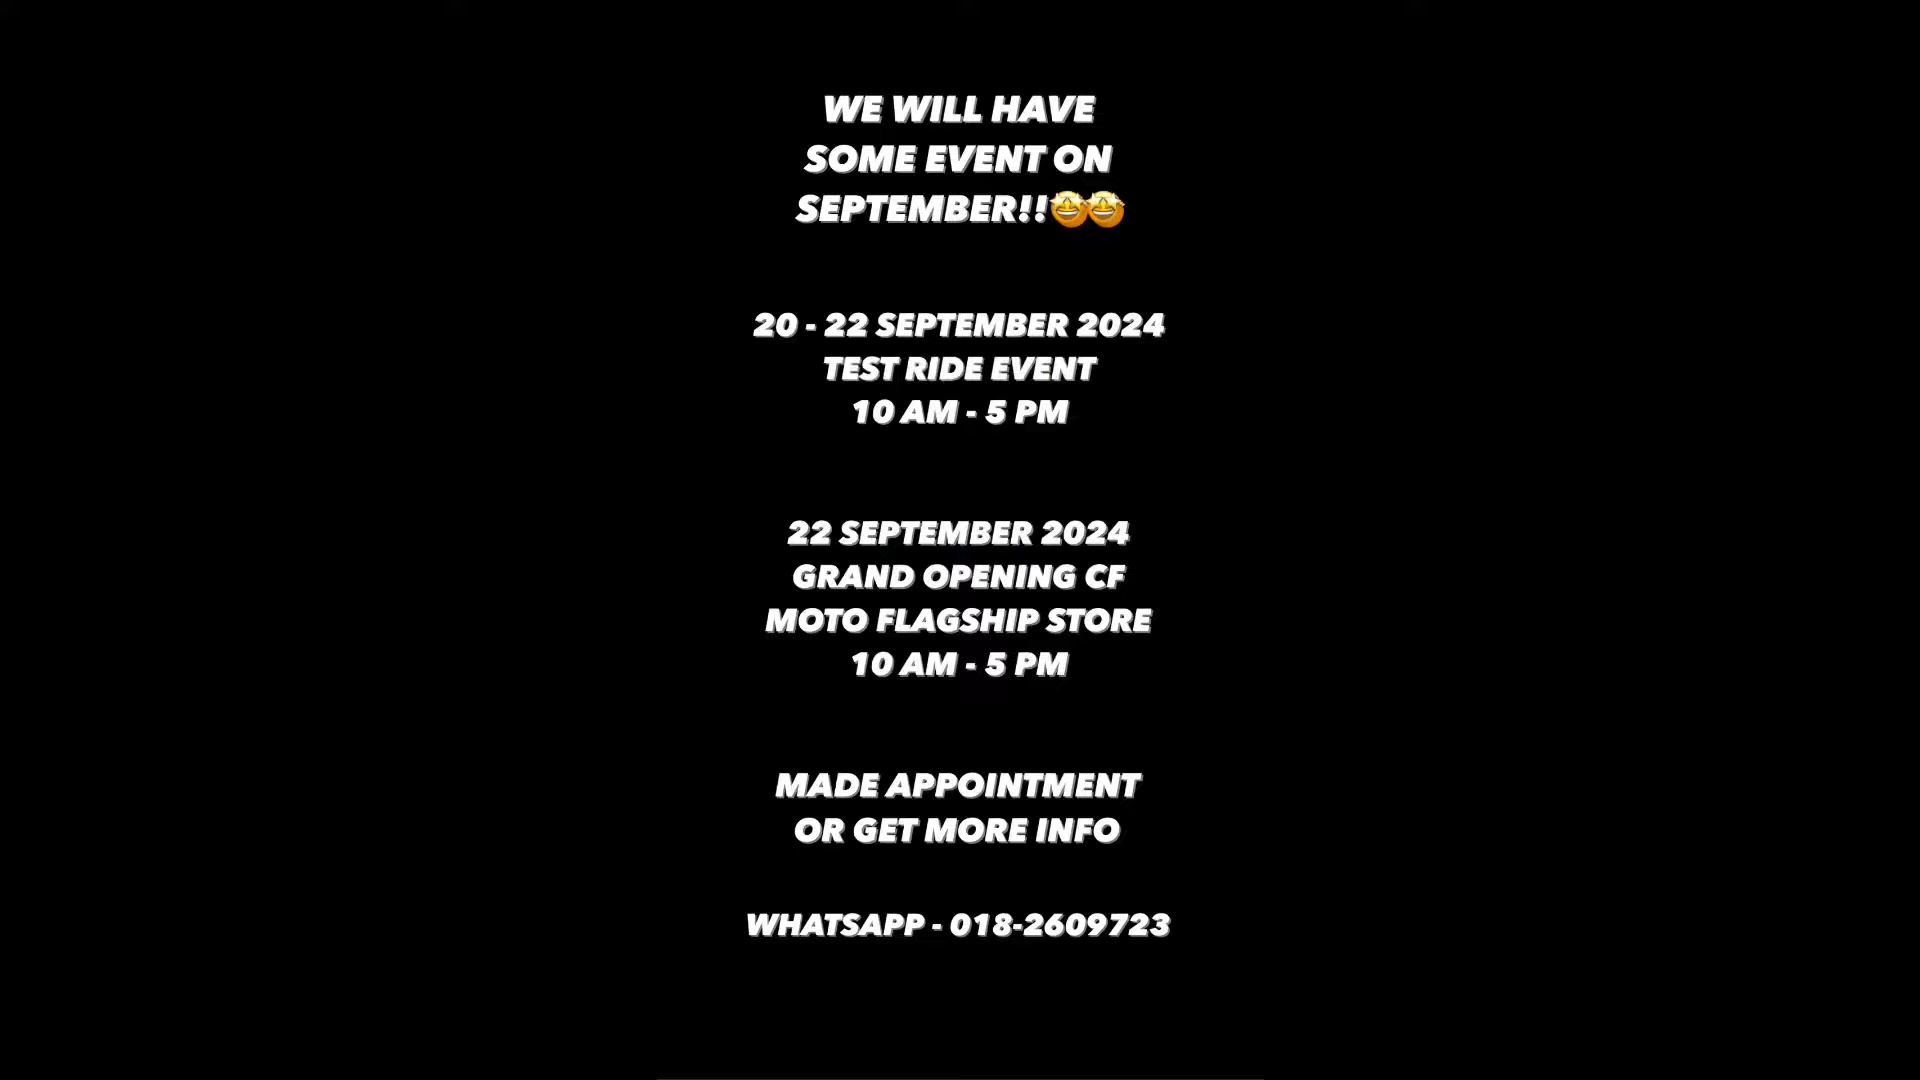 WE WILL HAVE
SOME EVENT ON
SEPTEMBER!!🤩🤩
20 - 22 SEPTEMBER 2024
TEST RIDE EVENT
10 AM - 5 PM
22 SEPTEMBER 2024
GRAND OPENING CF
MOTO FLAGSHIP STORE
10 AM - 5 PM
MADE APPOINTMENT
OR GET MORE INFO
WHATSAPP - 018-2609723